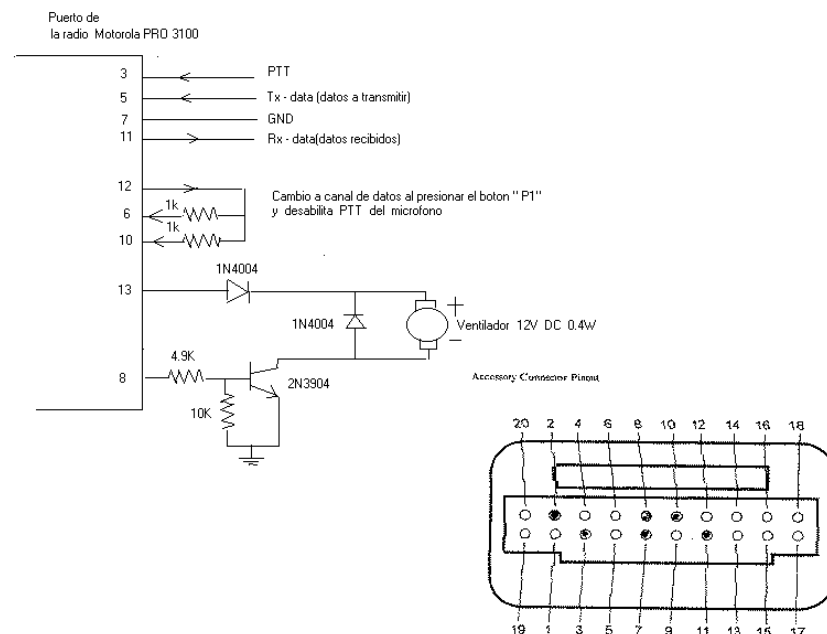 Puerto de
la radio Motorola PRO 3100
3
PTT
5
Tx - data (datos a transmitir)
7
GND
11
Rx - data(datos recibidos)
12
1k
6
1k
10
Cambio a canal de datos al presionar el boton " P1"
y desabilita PTT del microfono
13
1N4004
1N4004
+
Ventilador 12V DC 0.4W
-
8
4.9K
2N3904
10K
Accessory Connector Pinout
20 2 4 6 8 10 12 14 16 18
19 1 3 5 7 9 11 13 15 17